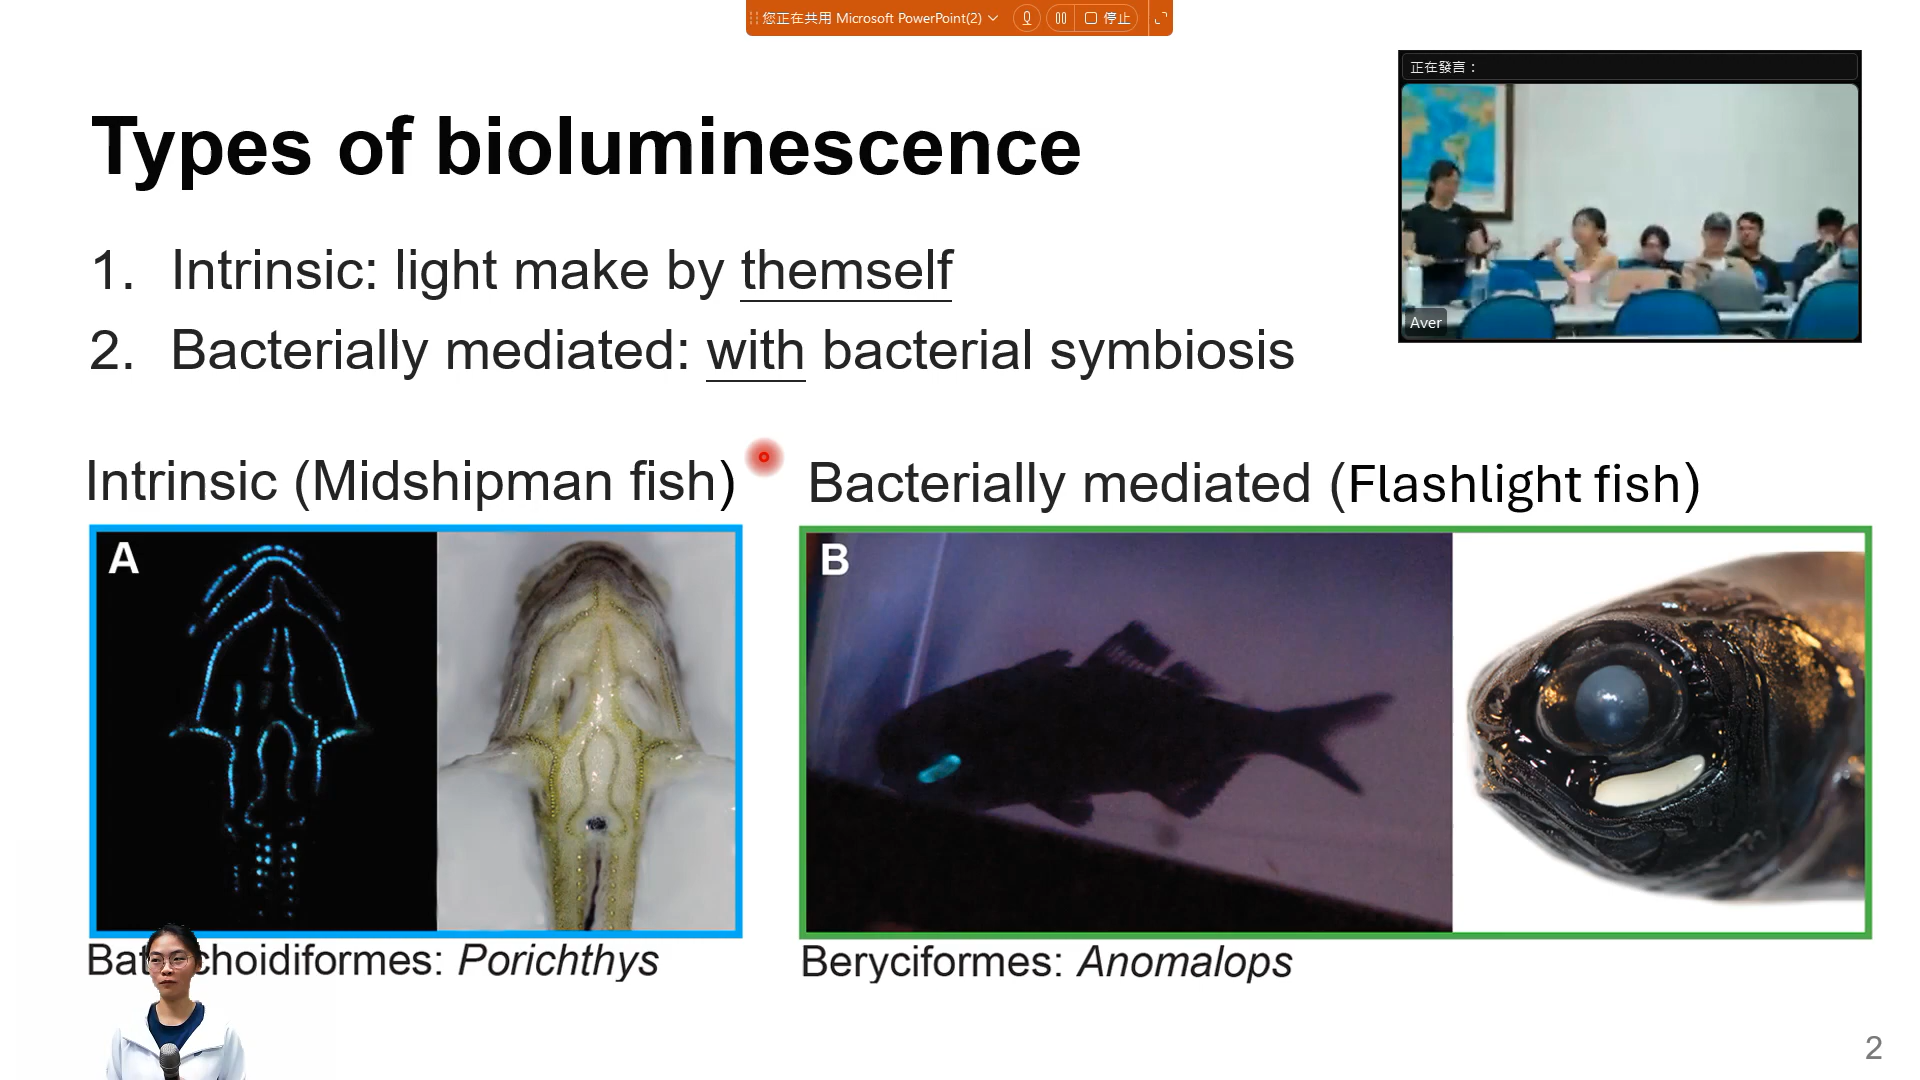 您正在共用 Microsoft PowerPoint(2)
停止
正在發言：
Aver
Types of bioluminescence
1. Intrinsic: light make by themself
2. Bacterially mediated: with bacterial symbiosis
Intrinsic (Midshipman fish)
Bacterially mediated (Flashlight fish)
A
B
Bat choidiformes: Porichthys
Beryciformes: Anomalops
2